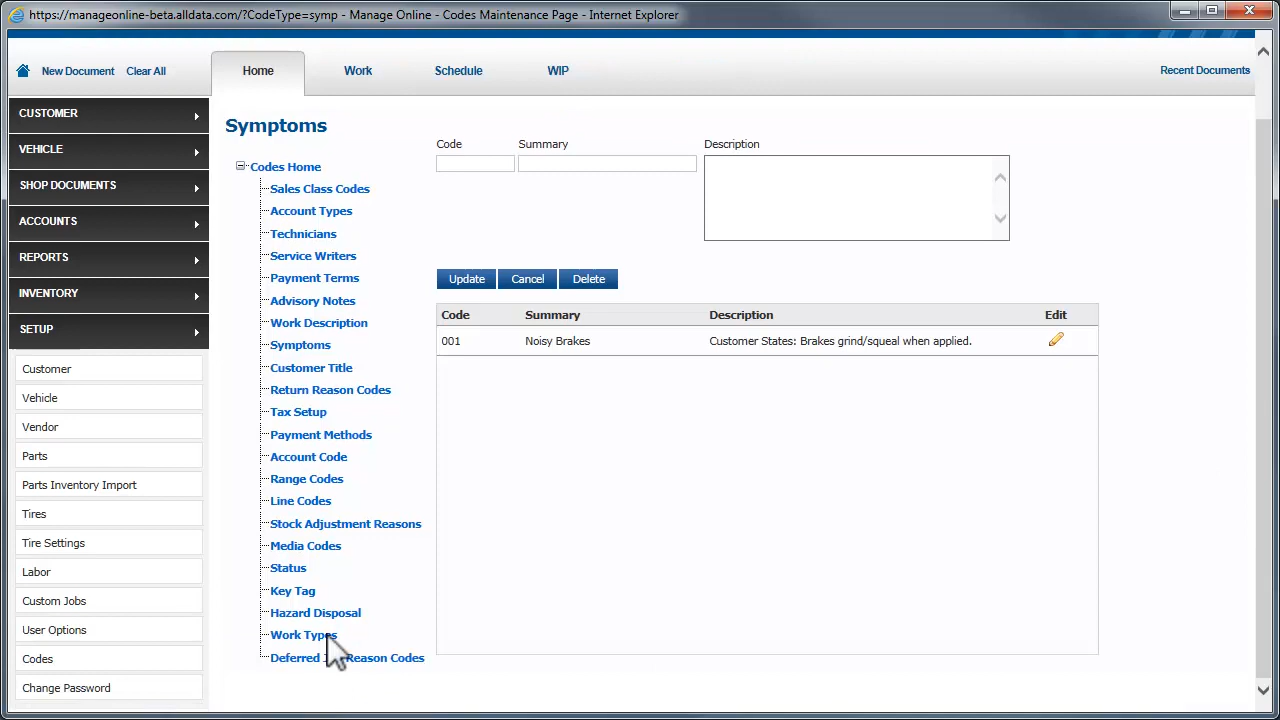 https://manageonline-beta.alldata.com/?CodeType=symp - Manage Online - Codes Maintenance Page - Internet Explorer
New Document Clear All Home Work Schedule WIP Recent Documents
CUSTOMER
VEHICLE
SHOP DOCUMENTS
ACCOUNTS
REPORTS
INVENTORY
SETUP
Customer
Vehicle
Vendor
Parts
Parts Inventory Import
Tires
Tire Settings
Labor
Custom Jobs
User Options
Codes
Change Password
Symptoms
Codes Home
Sales Class Codes
Account Types
Technicians
Service Writers
Payment Terms
Advisory Notes
Work Description
Symptoms
Customer Title
Return Reason Codes
Tax Setup
Payment Methods
Account Code
Range Codes
Line Codes
Stock Adjustment Reasons
Media Codes
Status
Key Tag
Hazard Disposal
Work Types
Deferred Reason Codes
Code Summary Description
Update Cancel Delete
Code Summary Description Edit
001 Noisy Brakes Customer States: Brakes grind/squeal when applied.